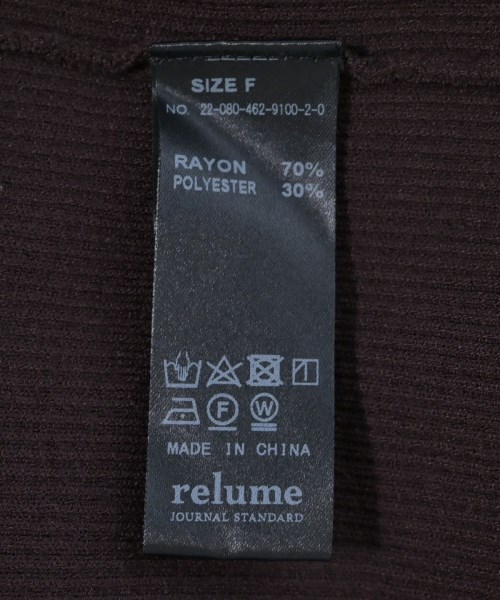 SIZE F
NO. 22-080-462-9100-2-0
RAYON 70%
POLYESTER 30%
F W
MADE IN CHINA
relume
JOURNAL STANDARD